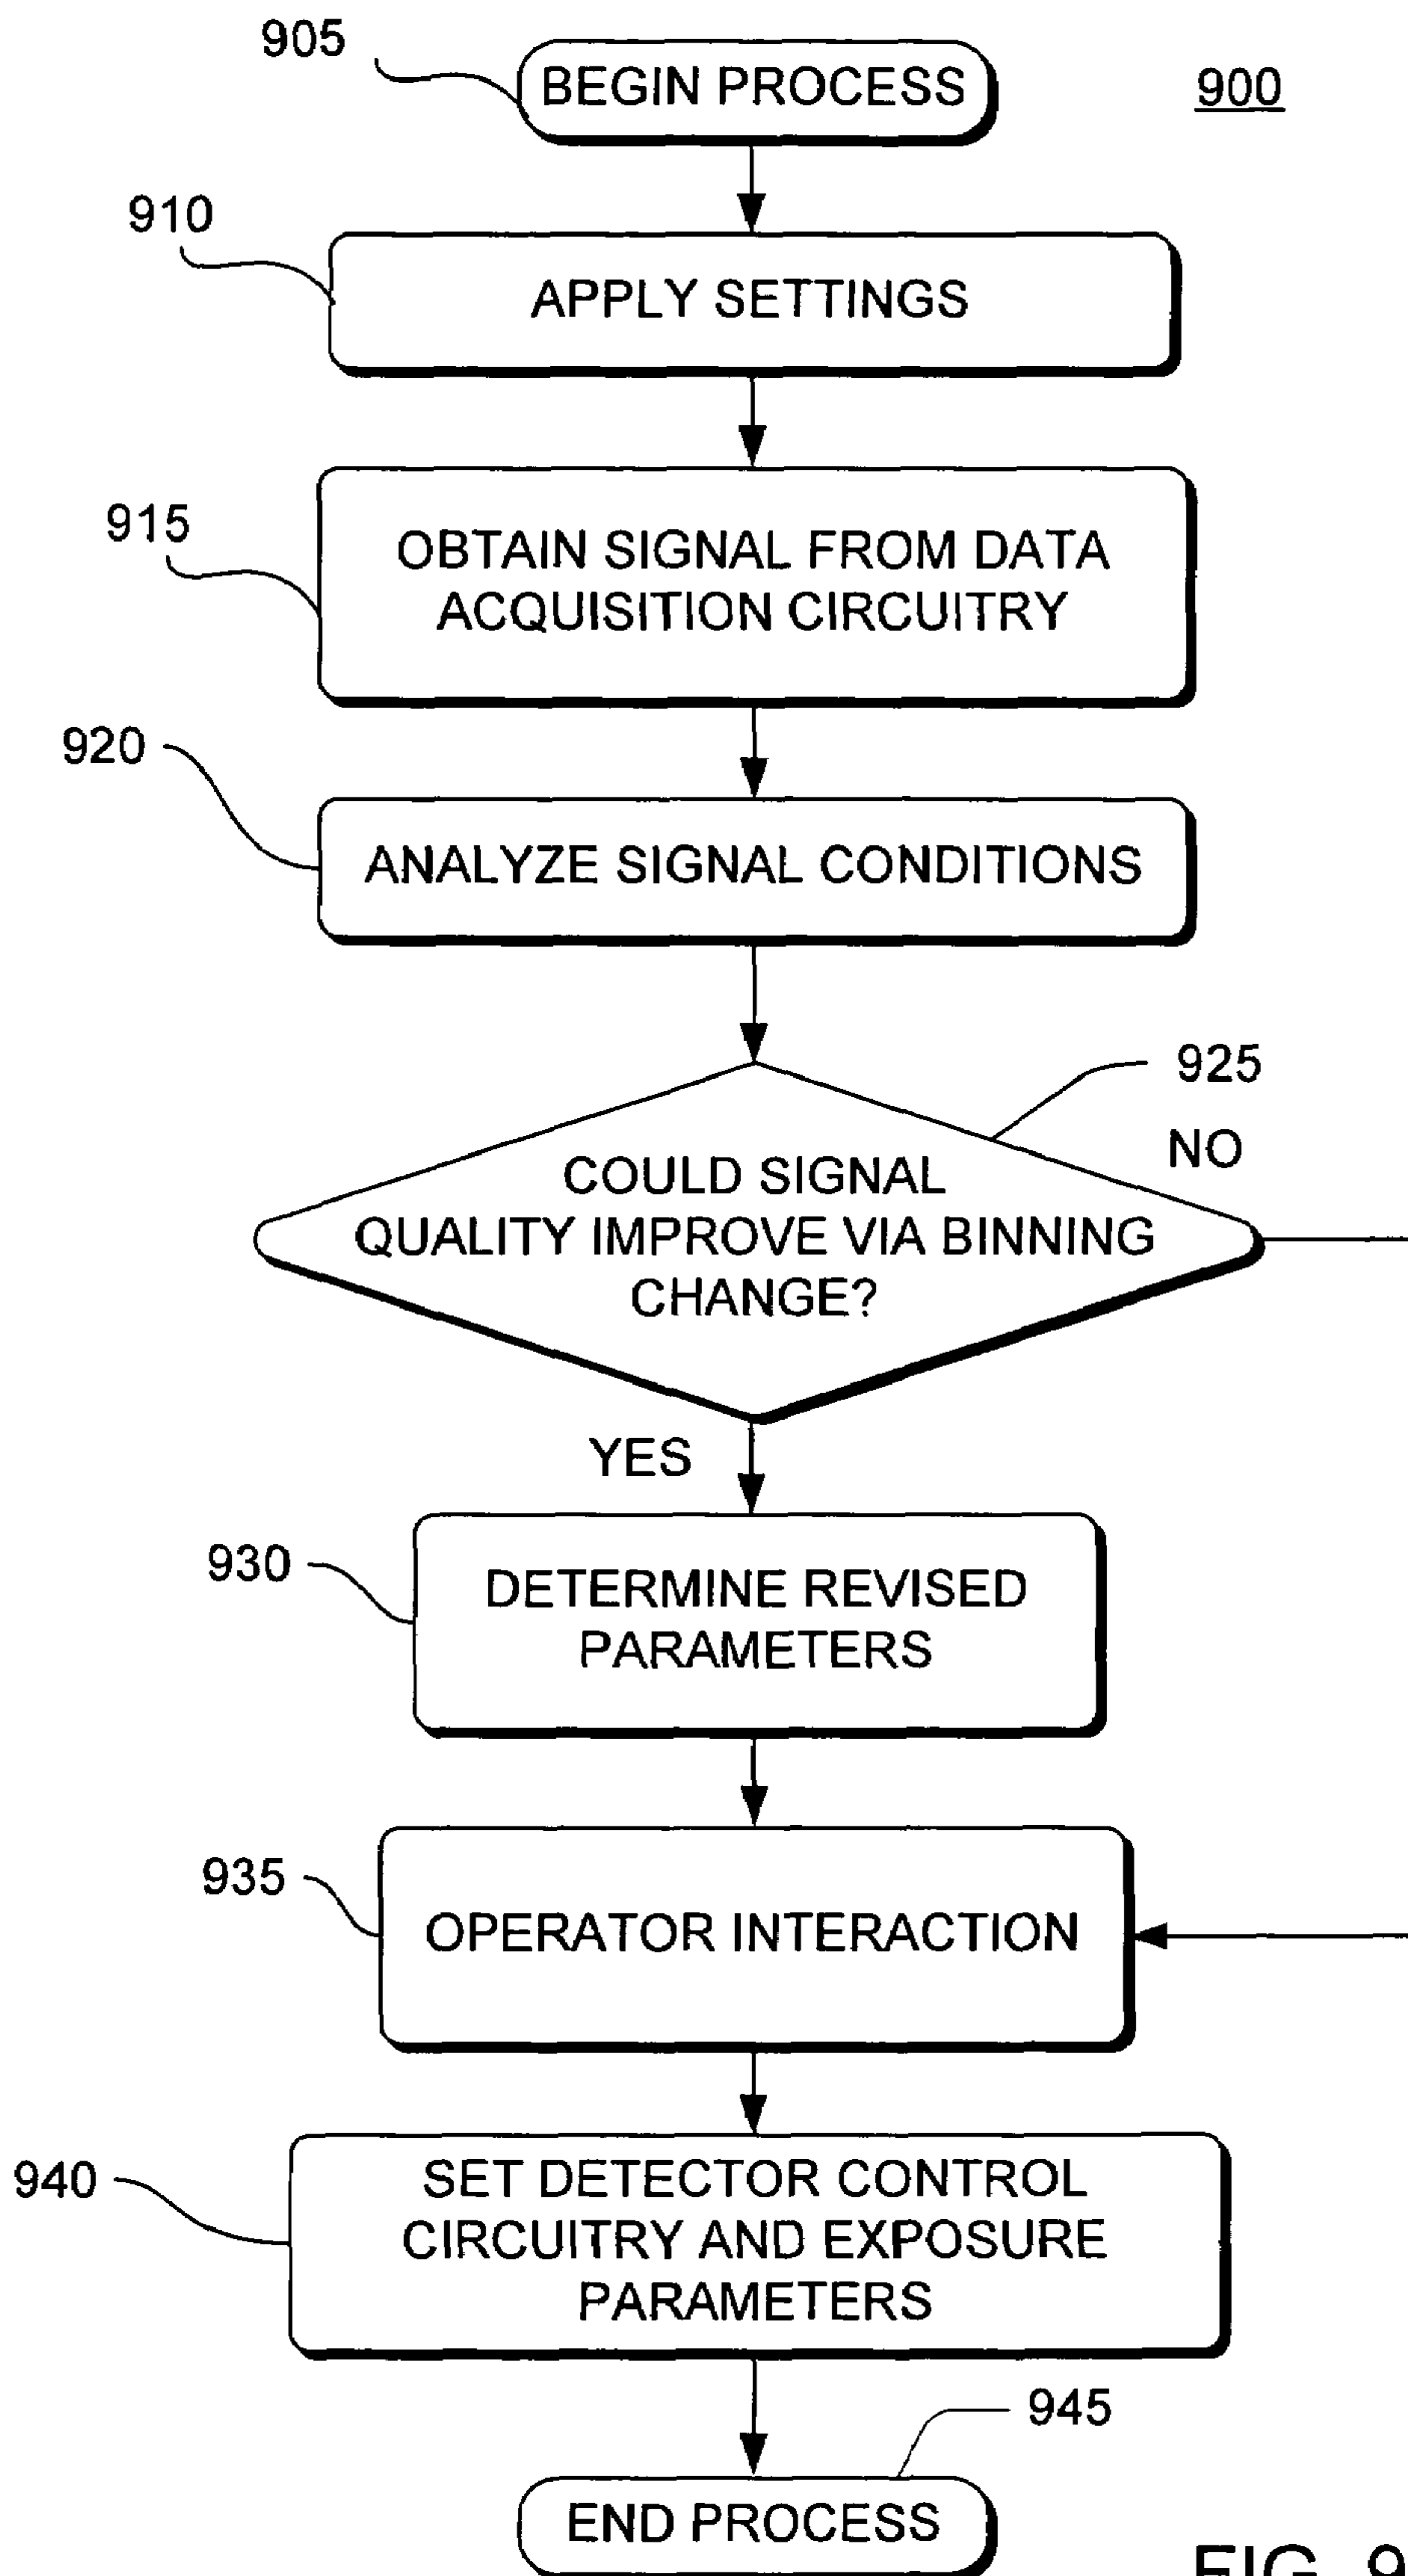 905
BEGIN PROCESS
900
910
APPLY SETTINGS
915
OBTAIN SIGNAL FROM DATA
ACQUISITION CIRCUITRY
920
ANALYZE SIGNAL CONDITIONS
925
NO
COULD SIGNAL
QUALITY IMPROVE VIA BINNING
CHANGE?
YES
930
DETERMINE REVISED
PARAMETERS
935
OPERATOR INTERACTION
940
SET DETECTOR CONTROL
CIRCUITRY AND EXPOSURE
PARAMETERS
945
END PROCESS
FIG. 9